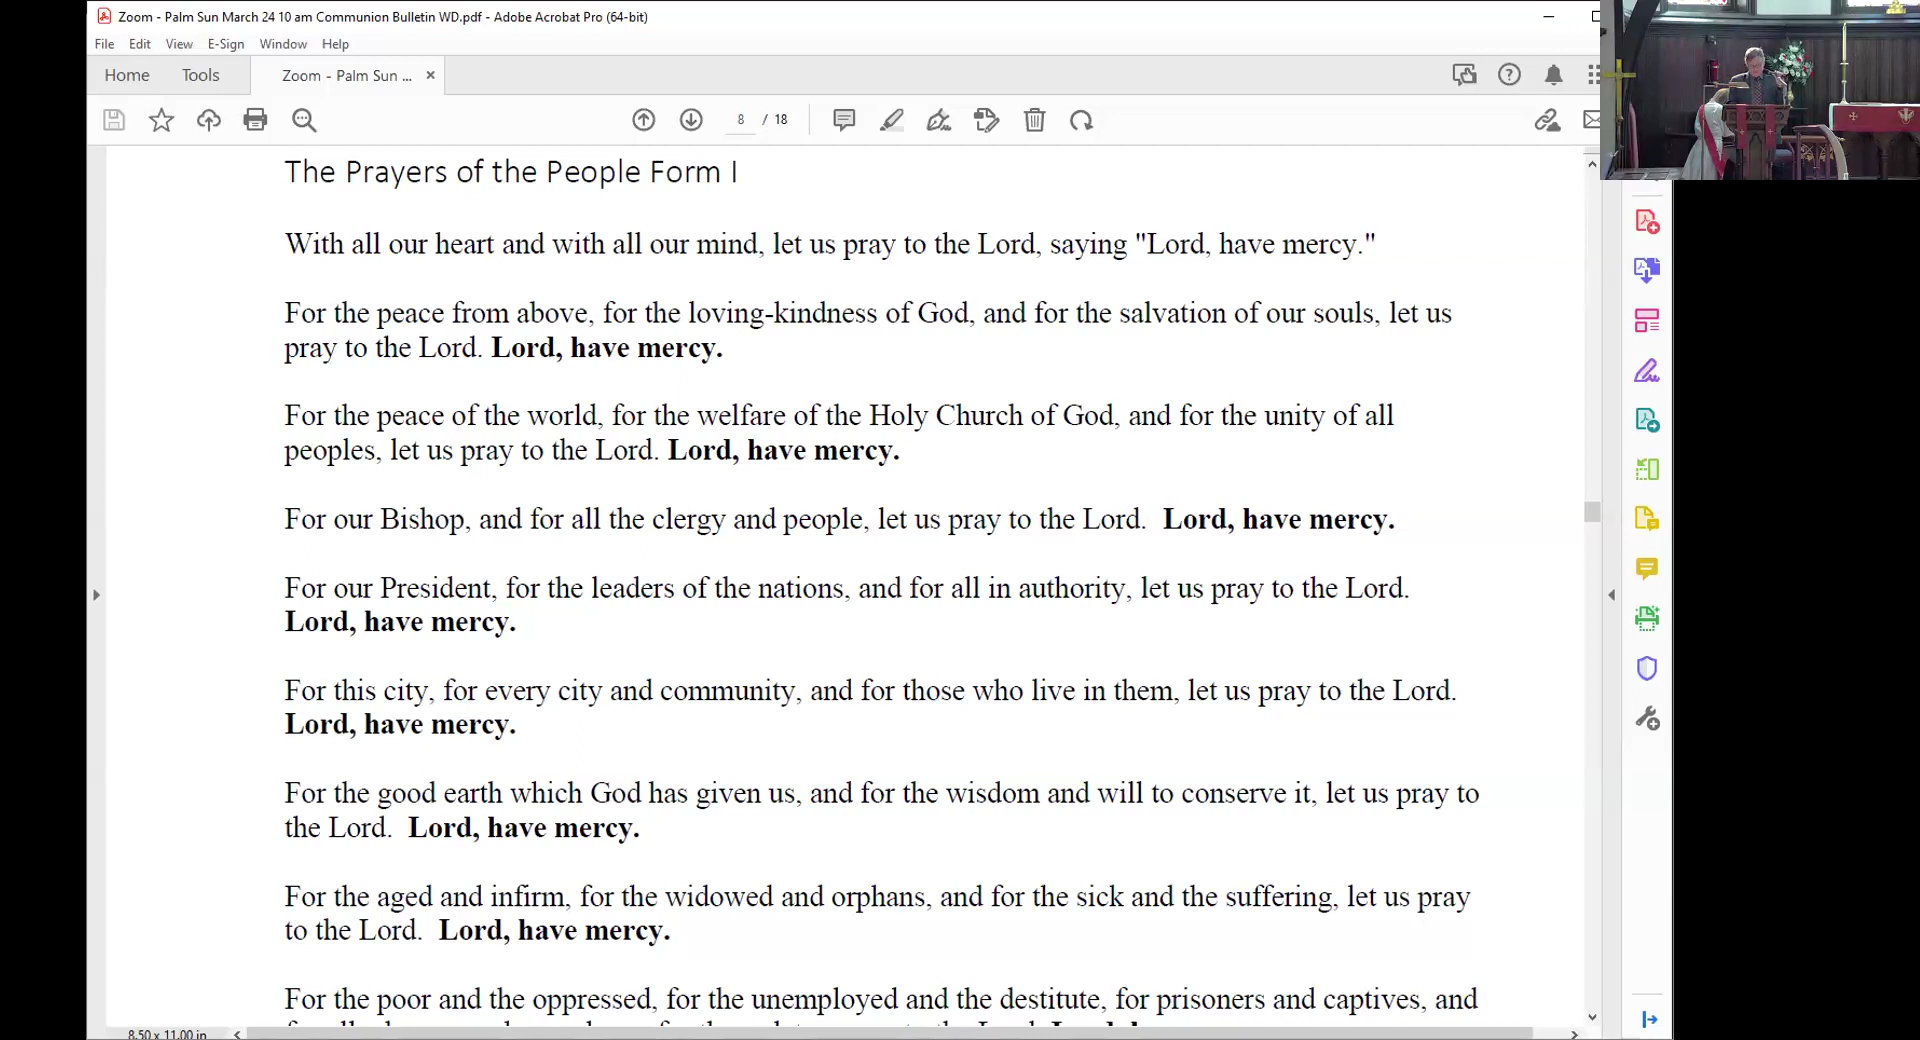 Zoom - Palm Sun March 24 10 am Communion Bulletin WD.pdf - Adobe Acrobat Pro (64-bit)
File Edit View E-Sign Window Help
Home Tools Zoom - Palm Sun ...
8 / 18
The Prayers of the People Form I
With all our heart and with all our mind, let us pray to the Lord, saying "Lord, have mercy."
For the peace from above, for the loving-kindness of God, and for the salvation of our souls, let us
pray to the Lord. Lord, have mercy.
For the peace of the world, for the welfare of the Holy Church of God, and for the unity of all
peoples, let us pray to the Lord. Lord, have mercy.
For our Bishop, and for all the clergy and people, let us pray to the Lord. Lord, have mercy.
For our President, for the leaders of the nations, and for all in authority, let us pray to the Lord.
Lord, have mercy.
For this city, for every city and community, and for those who live in them, let us pray to the Lord.
Lord, have mercy.
For the good earth which God has given us, and for the wisdom and will to conserve it, let us pray to
the Lord. Lord, have mercy.
For the aged and infirm, for the widowed and orphans, and for the sick and the suffering, let us pray
to the Lord. Lord, have mercy.
For the poor and the oppressed, for the unemployed and the destitute, for prisoners and captives, and
8.50 x 11.00 in